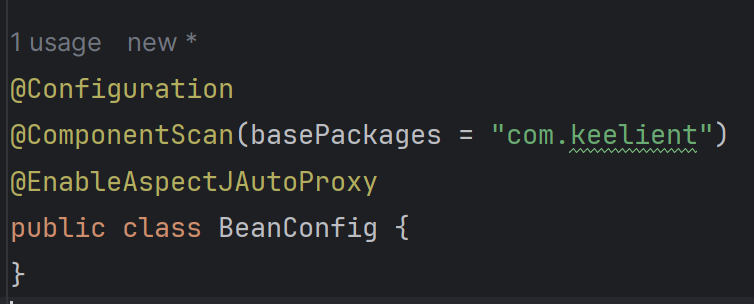 1 usage new *
@Configuration
@ComponentScan(basePackages = "com.keelient")
@EnableAspectJAutoProxy
public class BeanConfig {
}